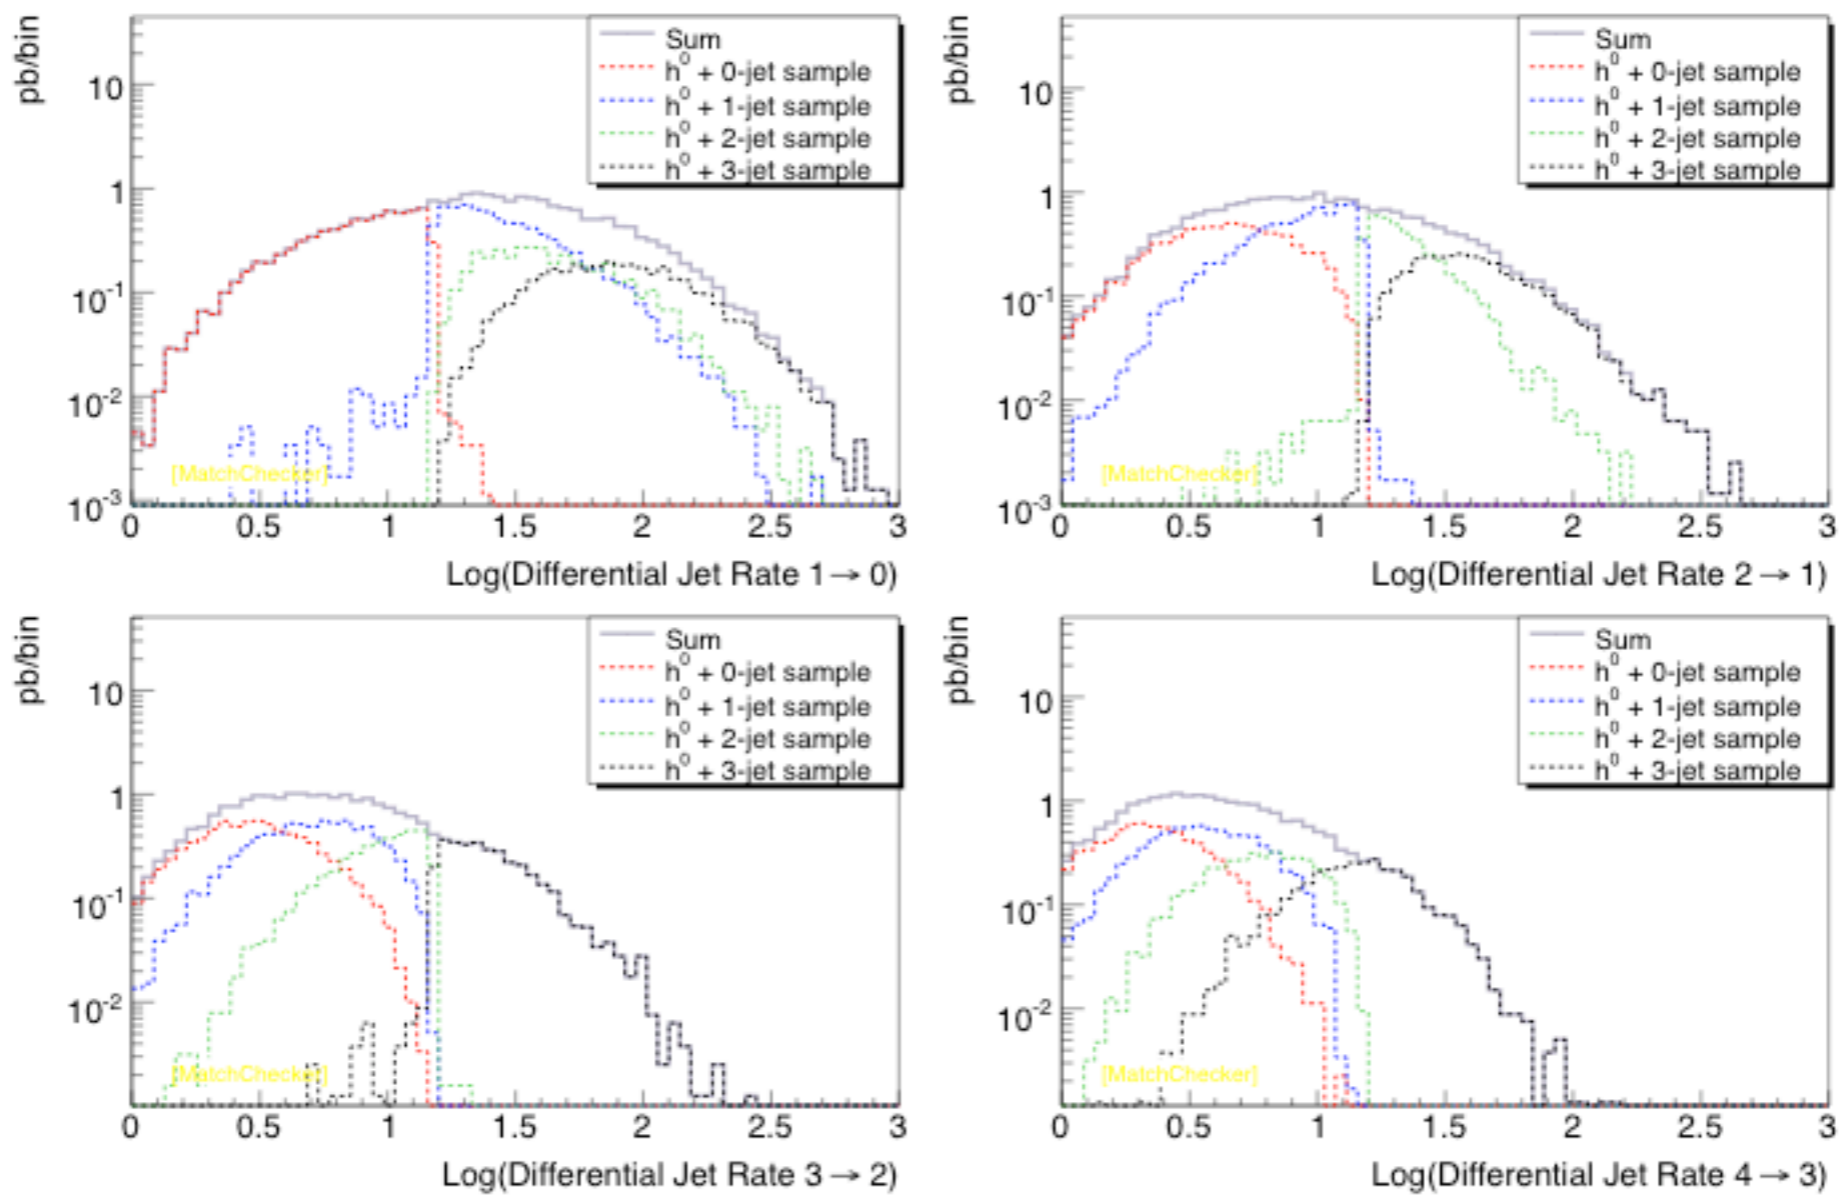 pb/bin
Sum
h⁰ + 0-jet sample
h⁰ + 1-jet sample
h⁰ + 2-jet sample
h⁰ + 3-jet sample
10
1
10⁻¹
10⁻²
10⁻³
[MatchChecker]
0 0.5 1 1.5 2 2.5 3
Log(Differential Jet Rate 1 → 0)
pb/bin
Sum
h⁰ + 0-jet sample
h⁰ + 1-jet sample
h⁰ + 2-jet sample
h⁰ + 3-jet sample
10
1
10⁻¹
10⁻²
10⁻³
[MatchChecker]
0 0.5 1 1.5 2 2.5 3
Log(Differential Jet Rate 2 → 1)
pb/bin
Sum
h⁰ + 0-jet sample
h⁰ + 1-jet sample
h⁰ + 2-jet sample
h⁰ + 3-jet sample
10
1
10⁻¹
10⁻²
[MatchChecker]
0 0.5 1 1.5 2 2.5 3
Log(Differential Jet Rate 3 → 2)
pb/bin
Sum
h⁰ + 0-jet sample
h⁰ + 1-jet sample
h⁰ + 2-jet sample
h⁰ + 3-jet sample
10
1
10⁻¹
10⁻²
[MatchChecker]
0 0.5 1 1.5 2 2.5 3
Log(Differential Jet Rate 4 → 3)